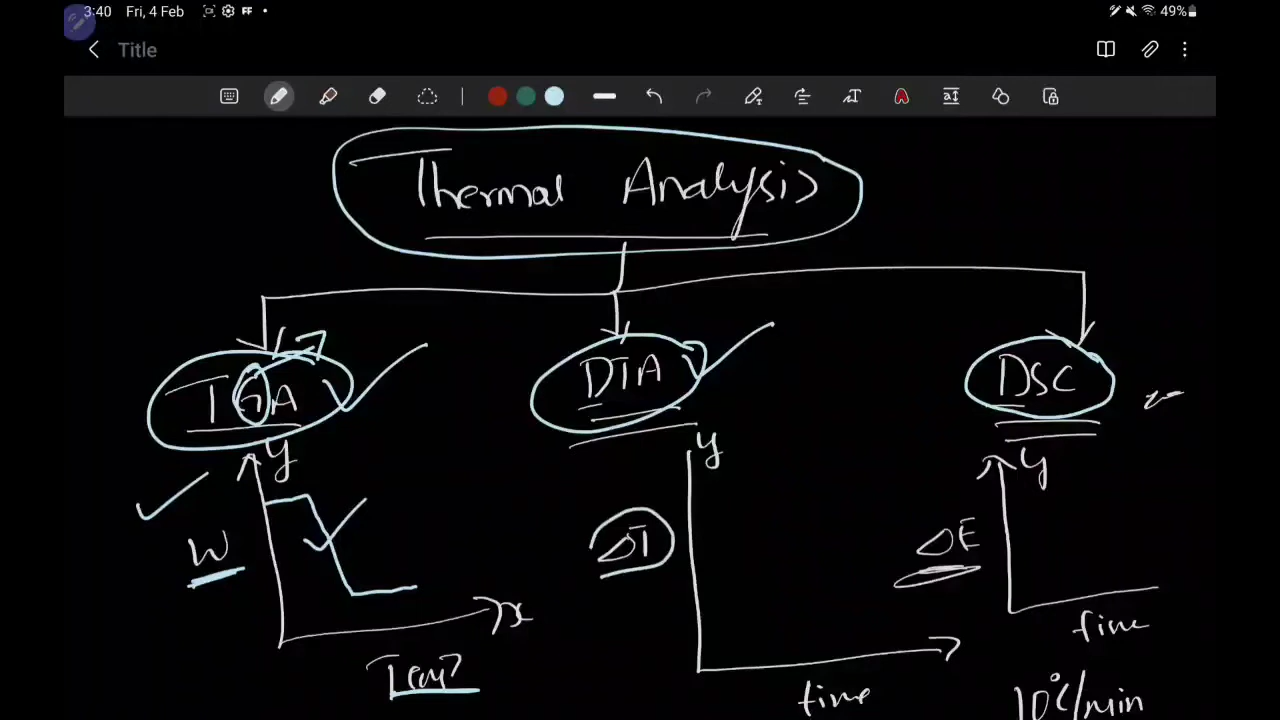 3:40 Fri, 4 Feb 49%
Title
Thermal Analysis
TGA DTA DSC
y y y
W ΔT ΔE
x
Temp time time
10°C/min